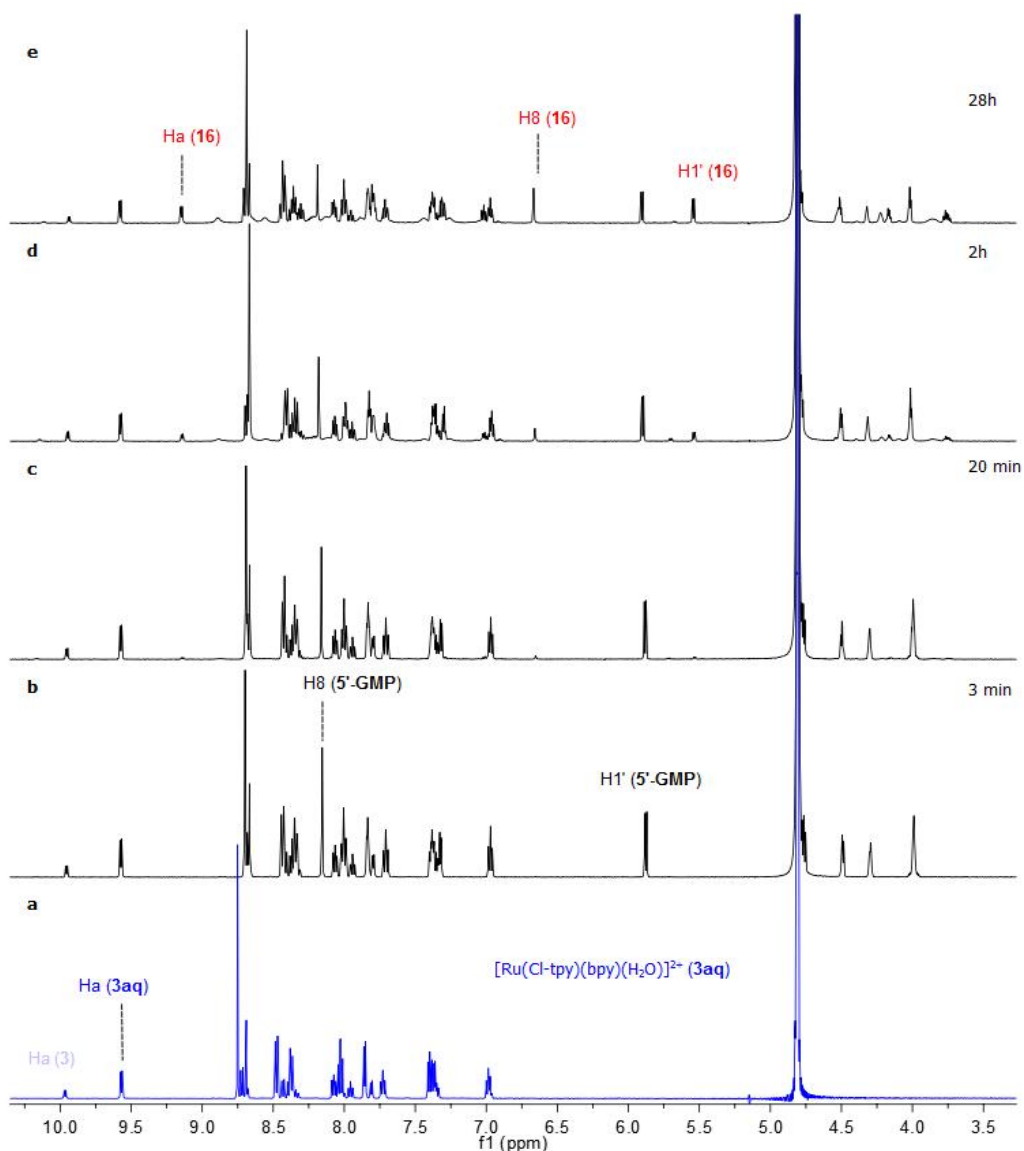 e
28h
H8 (16)
Ha (16)
H1' (16)
d
2h
c
20 min
b
3 min
H8 (5'-GMP)
H1' (5'-GMP)
a
[Ru(Cl-tpy)(bpy)(H₂O)]²⁺ (3aq)
Ha (3aq)
Ha (3)
10.0 9.5 9.0 8.5 8.0 7.5 7.0 6.5 6.0 5.5 5.0 4.5 4.0 3.5
f1 (ppm)